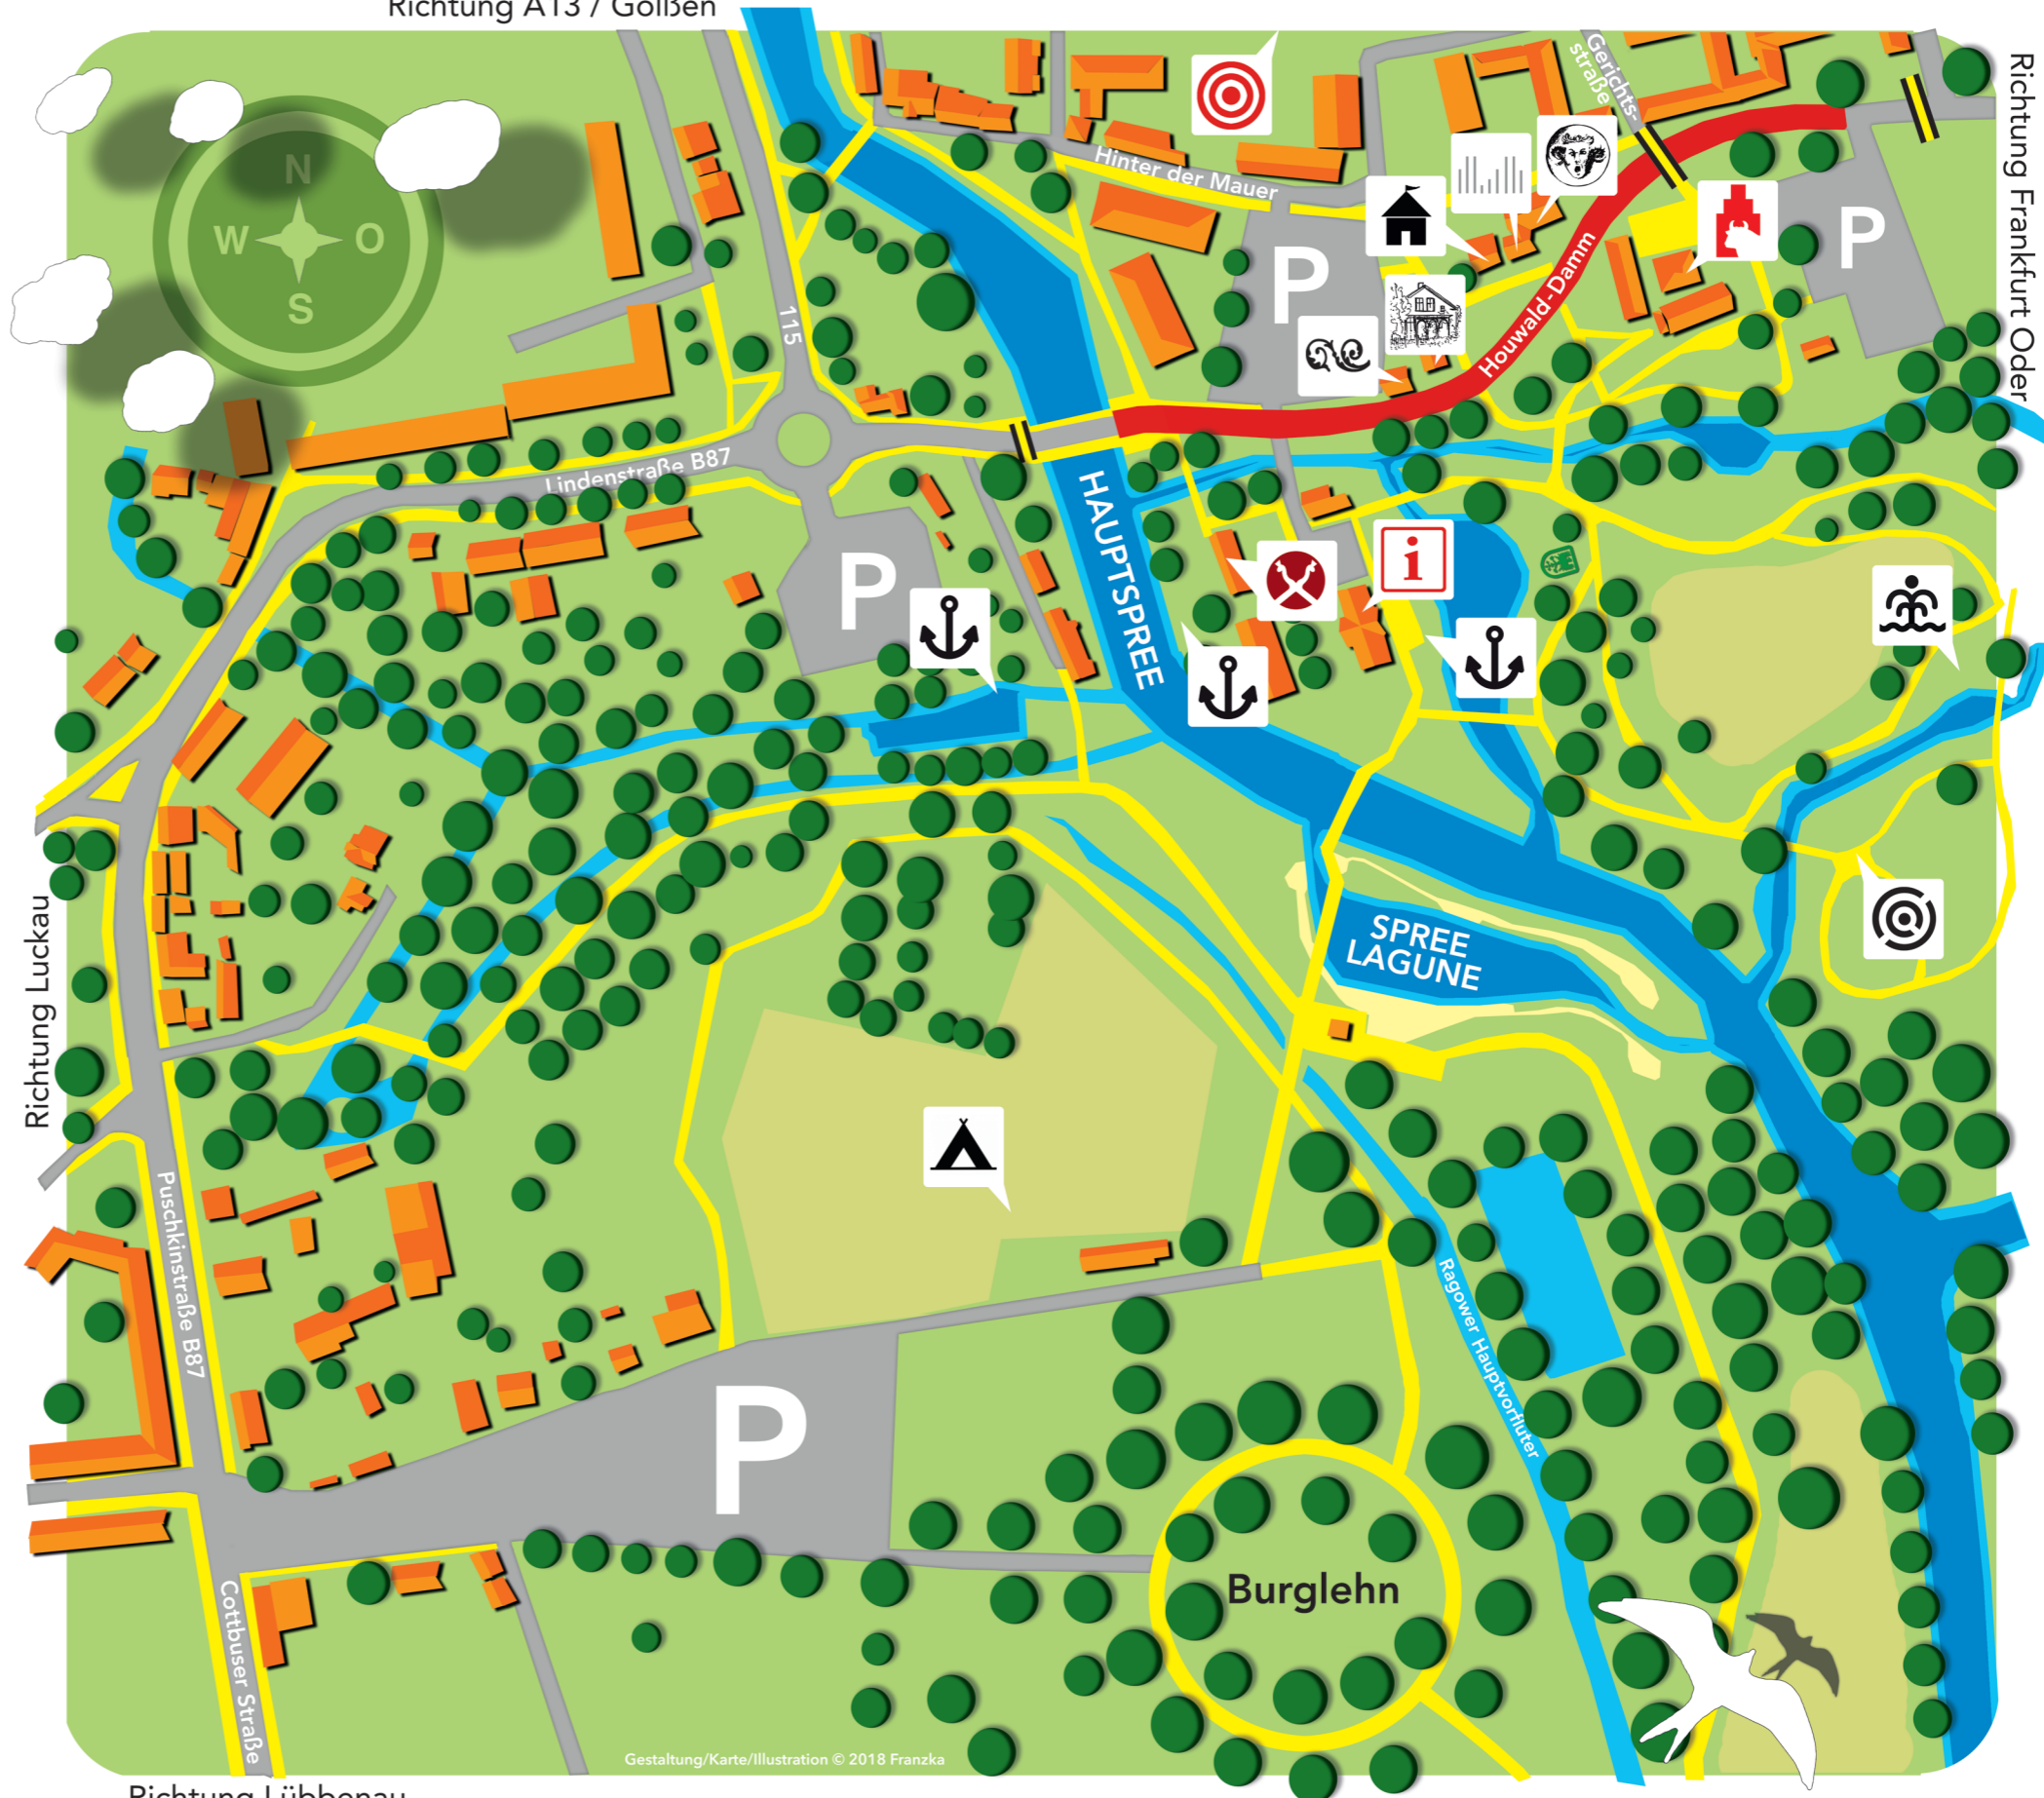 Richtung A13 / Golßen
Gerichts-
straße
Richtung Frankfurt Oder
N
W
O
S
Hinter der Mauer
P
P
115
Houwald-Damm
Lindenstraße B87
HAUPTSPREE
P
i
SPREE
LAGUNE
Richtung Luckau
Puschkinstraße B87
Ragower Hauptvorfluter
P
Burglehn
Cottbuser Straße
Gestaltung/Karte/Illustration © 2018 Franzka
Richtung Lübbenau